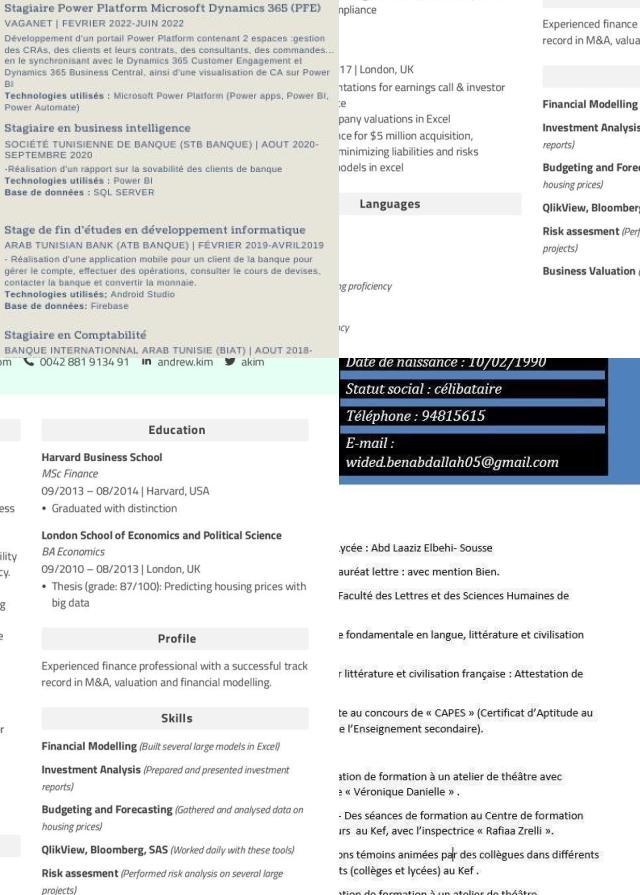 Stagiaire Power Platform Microsoft Dynamics 365 (PFE)
VAGANET | FEVRIER 2022-JUIN 2022
Développement d'un portail Power Platform contenant 2 espaces :gestion
des CRAs, des clients et leurs contrats, des consultants, des commandes...
en le synchronisant avec le Dynamics 365 Customer Engagement et
Dynamics 365 Business Central, ainsi d'une visualisation de CA sur Power
BI
Technologies utilisés : Microsoft Power Platform (Power apps, Power BI,
Power Automate)
Stagiaire en business intelligence
SOCIÉTÉ TUNISIENNE DE BANQUE (STB BANQUE) | AOUT 2020-
SEPTEMBRE 2020
-Réalisation d'un rapport sur la sovabilité des clients de banque
Technologies utilisés : Power BI
Base de données : SQL SERVER
Stage de fin d'études en développement informatique
ARAB TUNISIAN BANK (ATB BANQUE) | FÉVRIER 2019-AVRIL2019
- Réalisation d'une application mobile pour un client de la banque pour
gérer le compte, effectuer des opérations, consulter le cours de devises,
contacter la banque et convertir la monnaie.
Technologies utilisés; Android Studio
Base de données: Firebase
Stagiaire en Comptabilité
BANQUE INTERNATIONNAL ARAB TUNISIE (BIAT) | AOUT 2018-
mpliance
17 | London, UK
ntations for earnings call & investor
ce
pany valuations in Excel
nce for $5 million acquisition,
minimizing liabilities and risks
nodels in excel
Languages
ng proficiency
cy
Experienced finance
record in M&A, valua
Financial Modelling
Investment Analysis
reports)
Budgeting and Forec
housing prices)
QlikView, Bloomberg
Risk assesment (Perf
projects)
Business Valuation (
om 0042 881 9134 91 in andrew.kim akim
Education
Harvard Business School
MSc Finance
09/2013 – 08/2014 | Harvard, USA
ess • Graduated with distinction
London School of Economics and Political Science
BA Economics
ility 09/2010 – 08/2013 | London, UK
cy. • Thesis (grade: 87/100): Predicting housing prices with
g big data
e Profile
Experienced finance professional with a successful track
record in M&A, valuation and financial modelling.
Skills
r
Financial Modelling (Built several large models in Excel)
Investment Analysis (Prepared and presented investment
reports)
Budgeting and Forecasting (Gathered and analysed data on
housing prices)
QlikView, Bloomberg, SAS (Worked daily with these tools)
Risk assesment (Performed risk analysis on several large
projects)
Date de naissance : 10/02/1990
Statut social : célibataire
Téléphone : 94815615
E-mail :
wided.benabdallah05@gmail.com
Lycée : Abd Laaziz Elbehi- Sousse
auréat lettre : avec mention Bien.
Faculté des Lettres et des Sciences Humaines de
e fondamentale en langue, littérature et civilisation
r littérature et civilisation française : Attestation de
te au concours de « CAPES » (Certificat d'Aptitude au
e l'Enseignement secondaire).
ation de formation à un atelier de théâtre avec
e « Véronique Danielle » .
- Des séances de formation au Centre de formation
urs au Kef, avec l'inspectrice « Rafiaa Zrelli ».
ons témoins animées par des collègues dans différents
ts (collèges et lycées) au Kef .
ation de formation à un atelier de théâtre